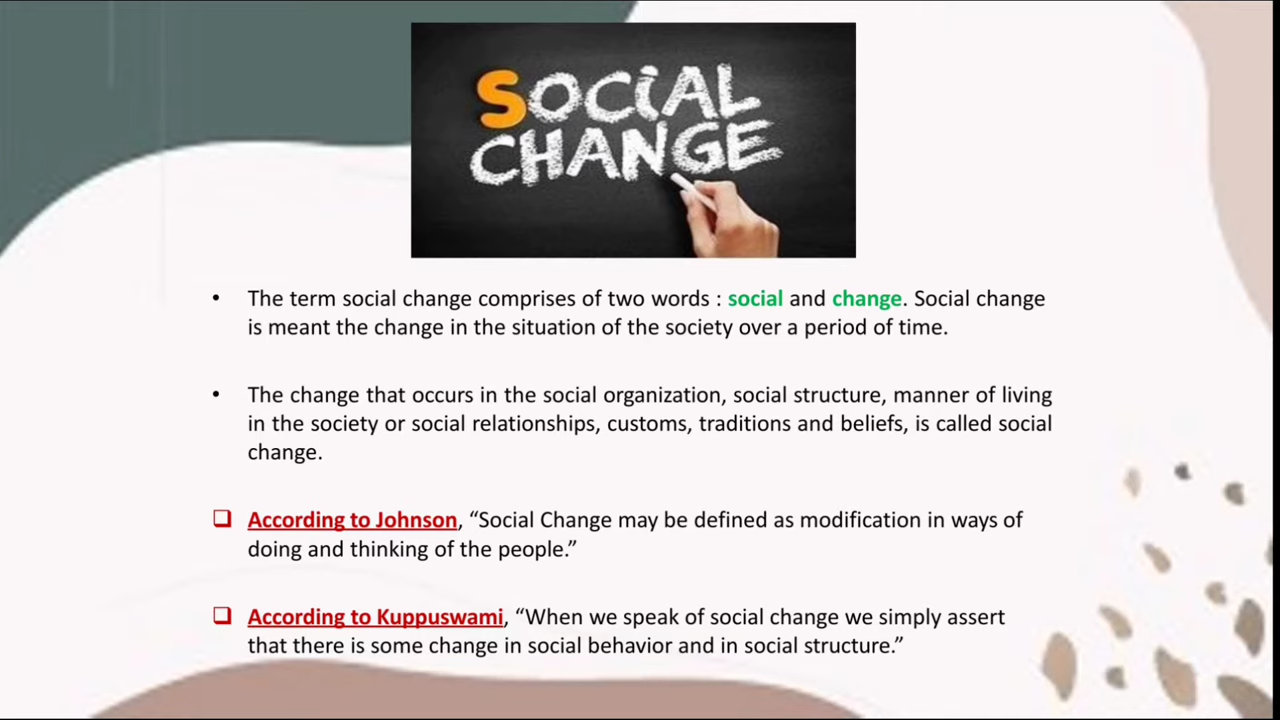 SOCIAL
CHANGE
• The term social change comprises of two words : social and change. Social change
is meant the change in the situation of the society over a period of time.
• The change that occurs in the social organization, social structure, manner of living
in the society or social relationships, customs, traditions and beliefs, is called social
change.
❑ According to Johnson, “Social Change may be defined as modification in ways of
doing and thinking of the people.”
❑ According to Kuppuswami, “When we speak of social change we simply assert
that there is some change in social behavior and in social structure.”